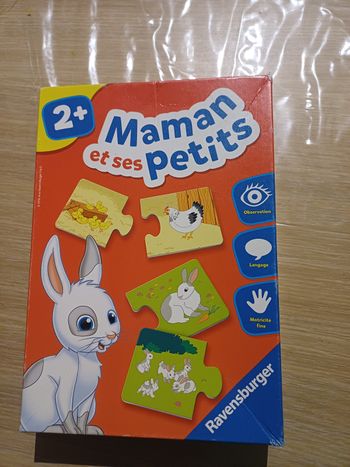 2+
Maman
et ses petits
Observation
Langage
Motricité
fine
Ravensburger